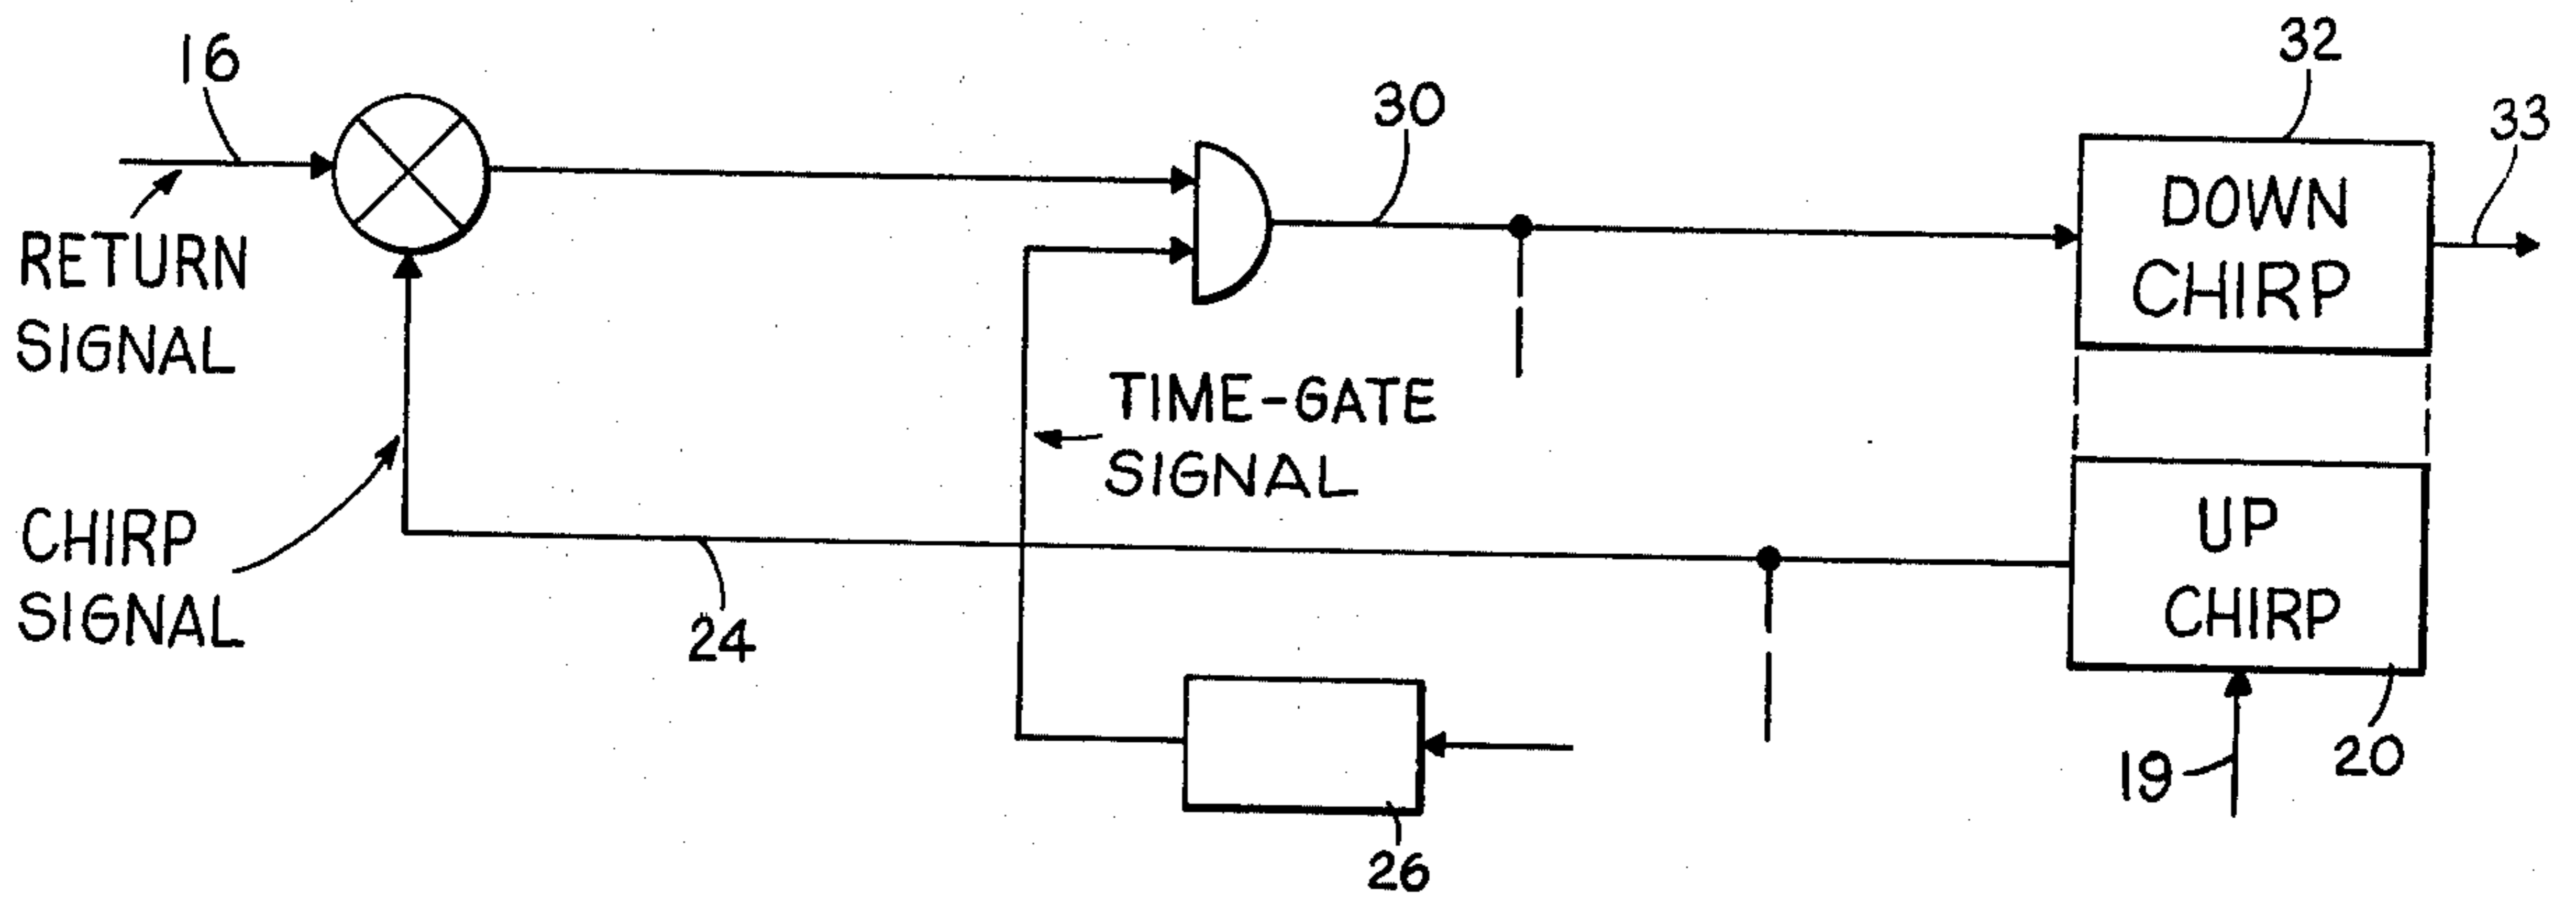 16
30
32
33
RETURN
SIGNAL
DOWN
CHIRP
TIME-GATE
SIGNAL
CHIRP
SIGNAL
24
UP
CHIRP
19
20
26